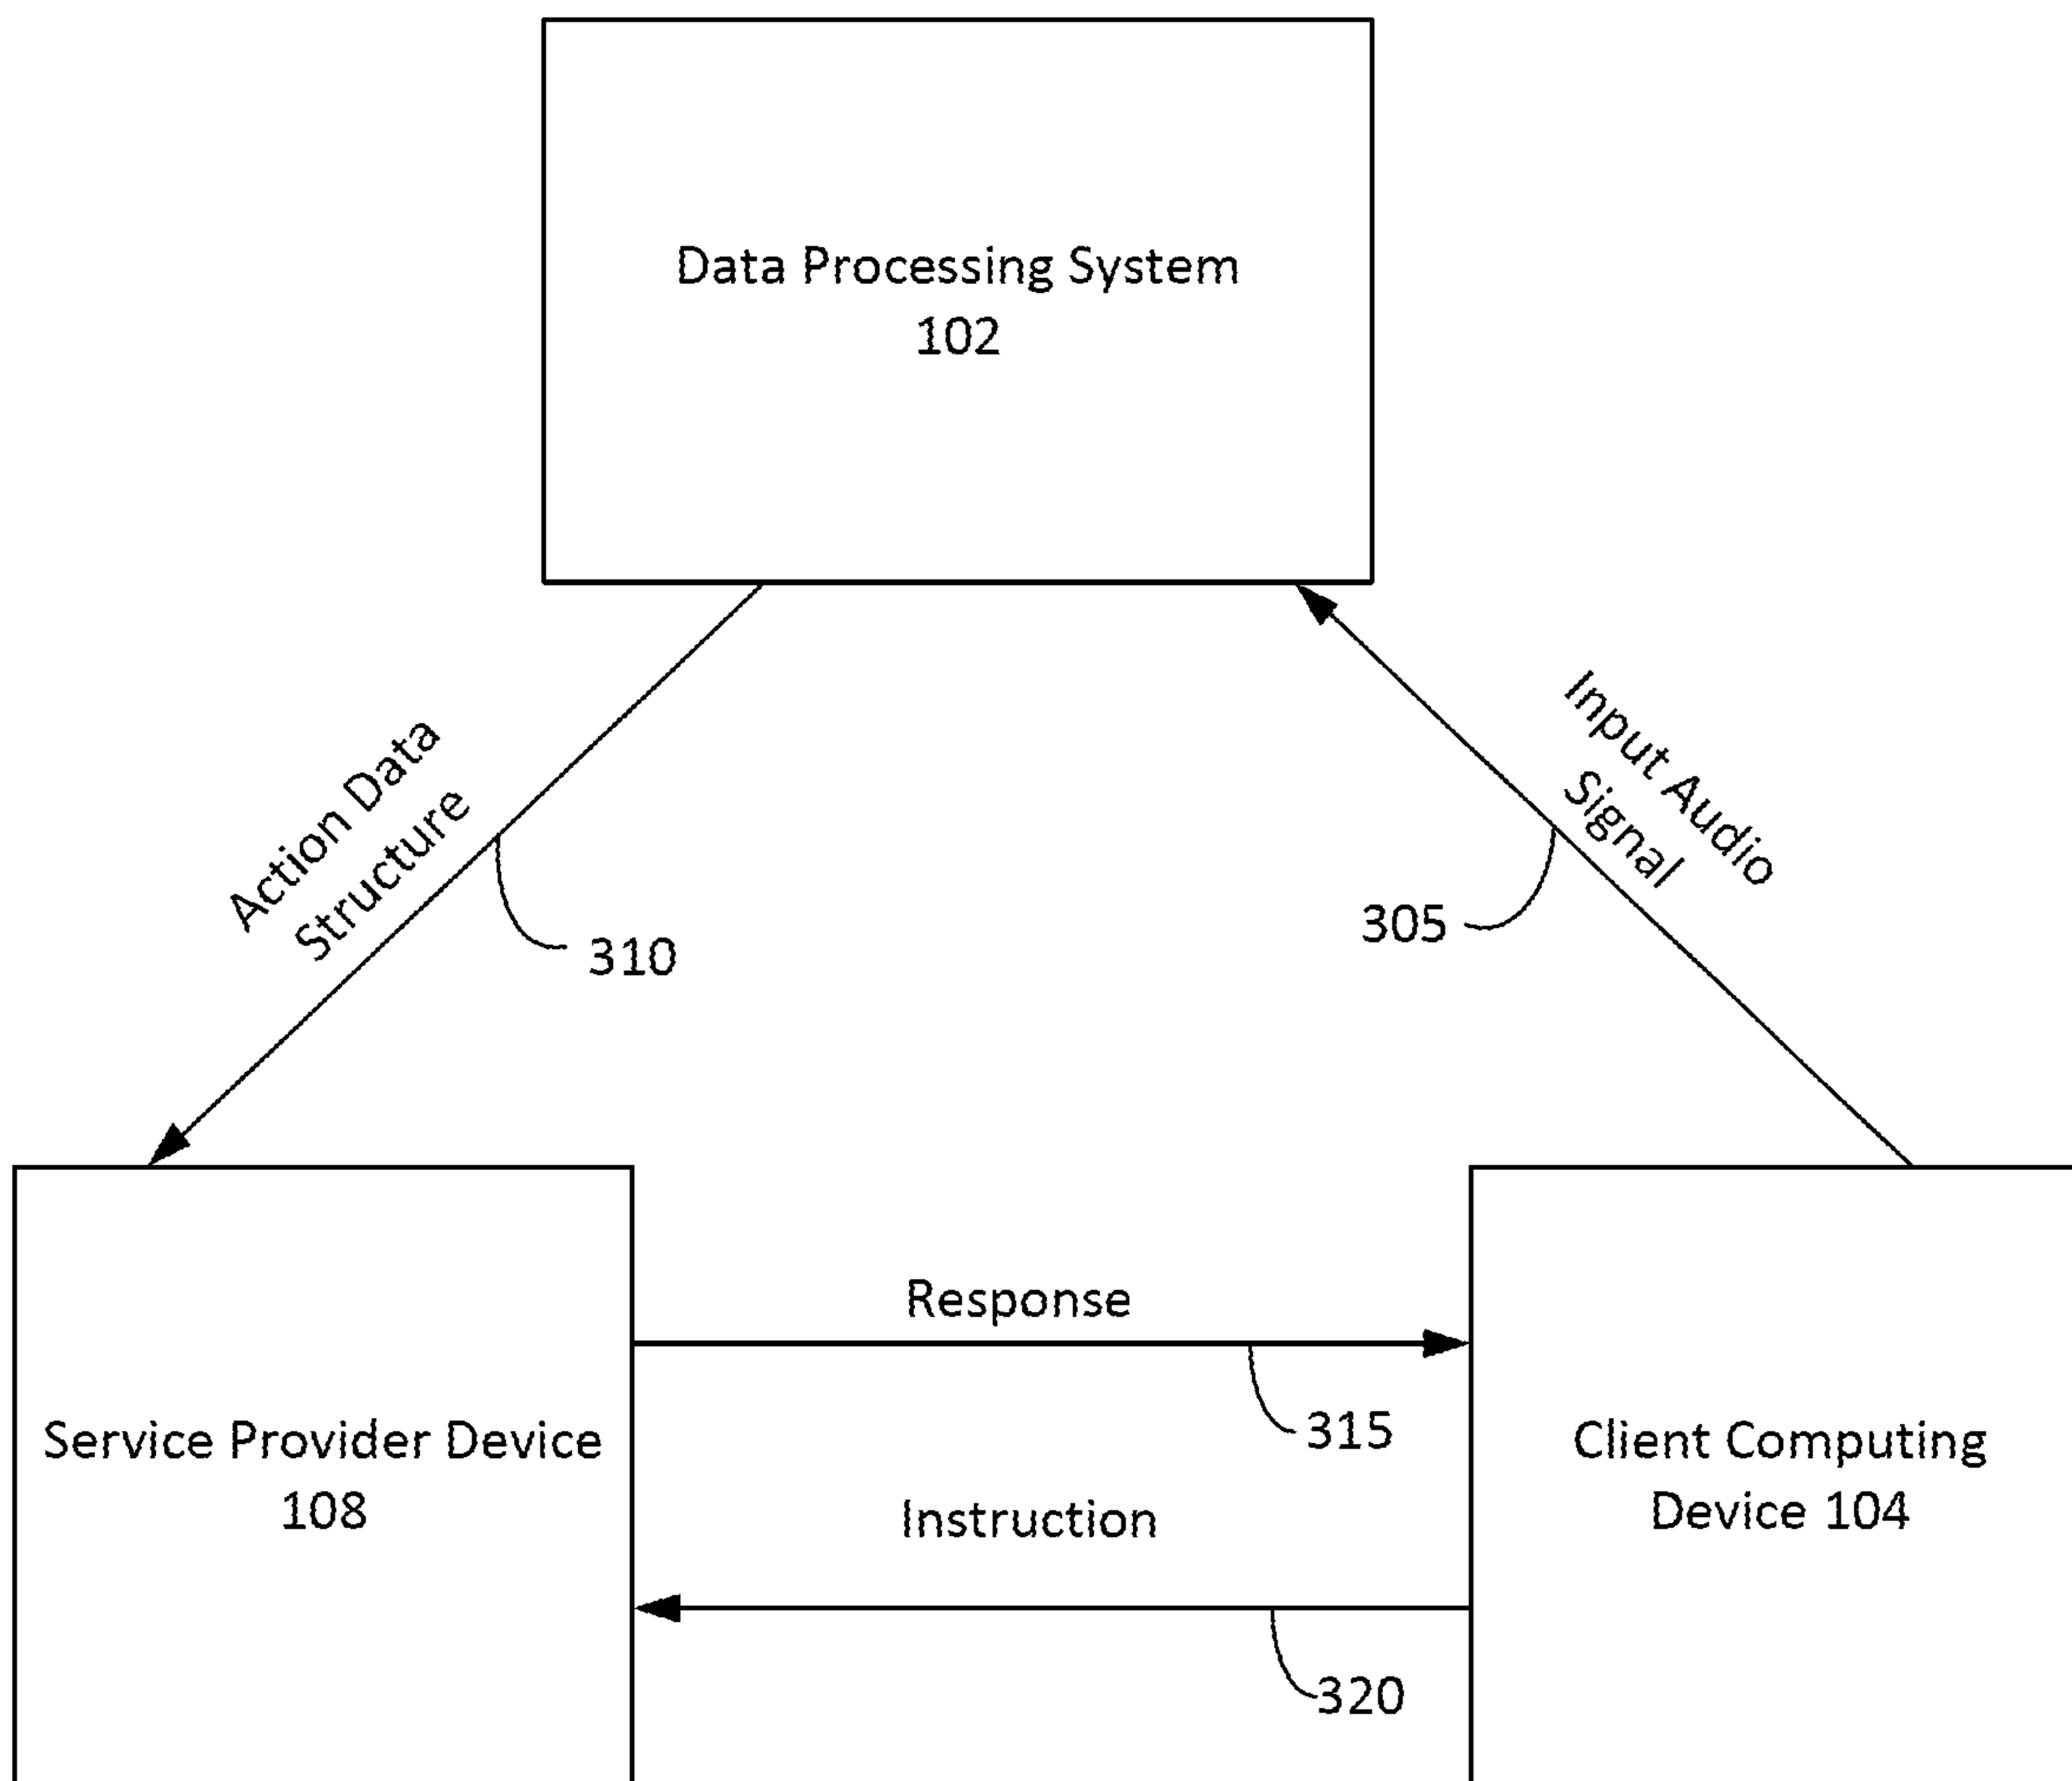 Data Processing System
102
Action Data
Structure
310
Input Audio
Signal
305
Response
315
Service Provider Device
108
Instruction
320
Client Computing
Device 104